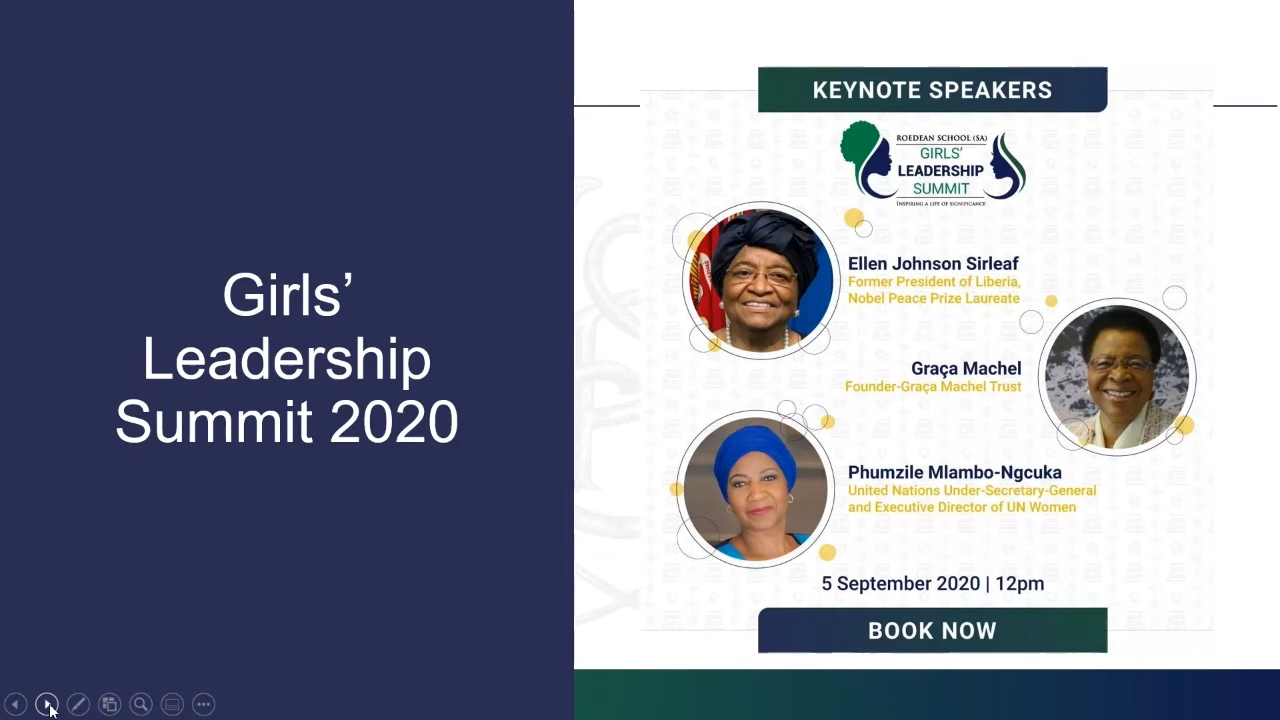 Girls’
Leadership
Summit 2020
KEYNOTE SPEAKERS
ROEDEAN SCHOOL (SA)
GIRLS’
LEADERSHIP
SUMMIT
INSPIRING A LIFE OF SIGNIFICANCE
Ellen Johnson Sirleaf
Former President of Liberia,
Nobel Peace Prize Laureate
Graça Machel
Founder-Graça Machel Trust
Phumzile Mlambo-Ngcuka
United Nations Under-Secretary-General
and Executive Director of UN Women
5 September 2020 | 12pm
BOOK NOW